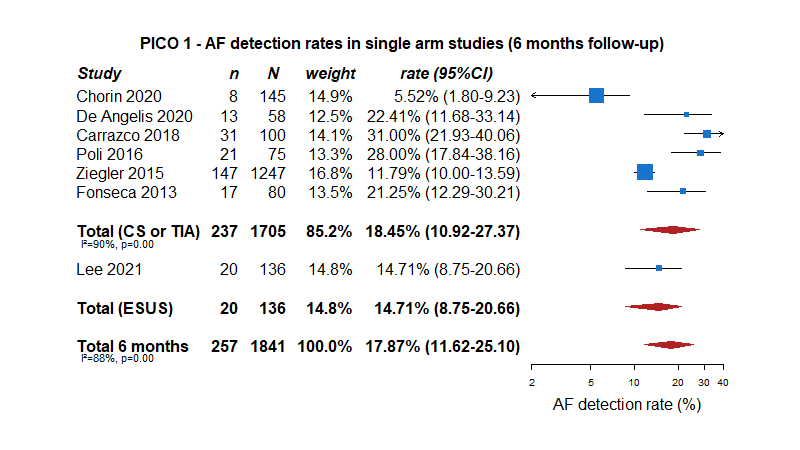 PICO 1 - AF detection rates in single arm studies (6 months follow-up)
Study n N weight rate (95%CI)
Chorin 2020 8 145 14.9% 5.52% (1.80-9.23)
De Angelis 2020 13 58 12.5% 22.41% (11.68-33.14)
Carrazco 2018 31 100 14.1% 31.00% (21.93-40.06)
Poli 2016 21 75 13.3% 28.00% (17.84-38.16)
Ziegler 2015 147 1247 16.8% 11.79% (10.00-13.59)
Fonseca 2013 17 80 13.5% 21.25% (12.29-30.21)
Total (CS or TIA) 237 1705 85.2% 18.45% (10.92-27.37)
I²=90%, p=0.00
Lee 2021 20 136 14.8% 14.71% (8.75-20.66)
Total (ESUS) 20 136 14.8% 14.71% (8.75-20.66)
Total 6 months 257 1841 100.0% 17.87% (11.62-25.10)
I²=88%, p=0.00
2 5 10 20 30 40
AF detection rate (%)